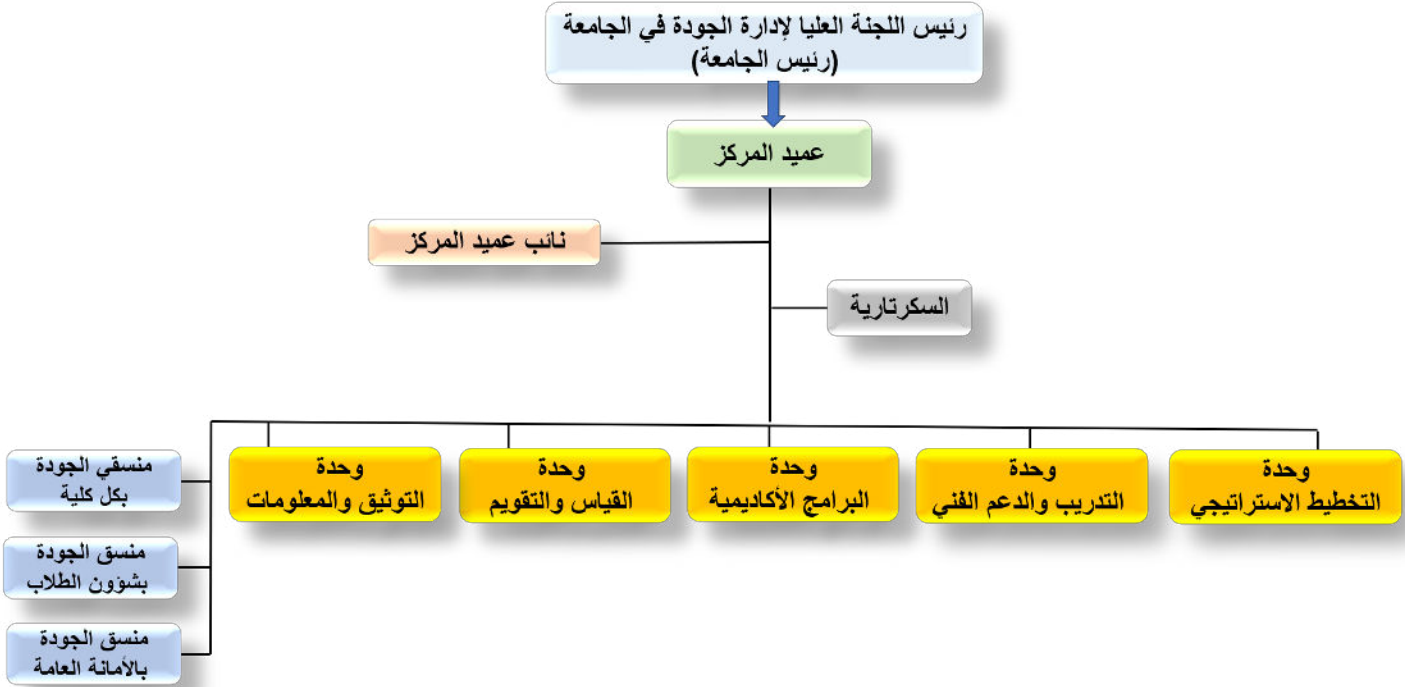 رئيس اللجنة العليا لإدارة الجودة في الجامعة
(رئيس الجامعة)
عميد المركز
نائب عميد المركز
السكرتارية
وحدة
التخطيط الاستراتيجي
وحدة
التدريب والدعم الفني
وحدة
البرامج الأكاديمية
وحدة
القياس والتقويم
وحدة
التوثيق والمعلومات
منسقي الجودة
بكل كلية
منسق الجودة
بشؤون الطلاب
منسق الجودة
بالأمانة العامة